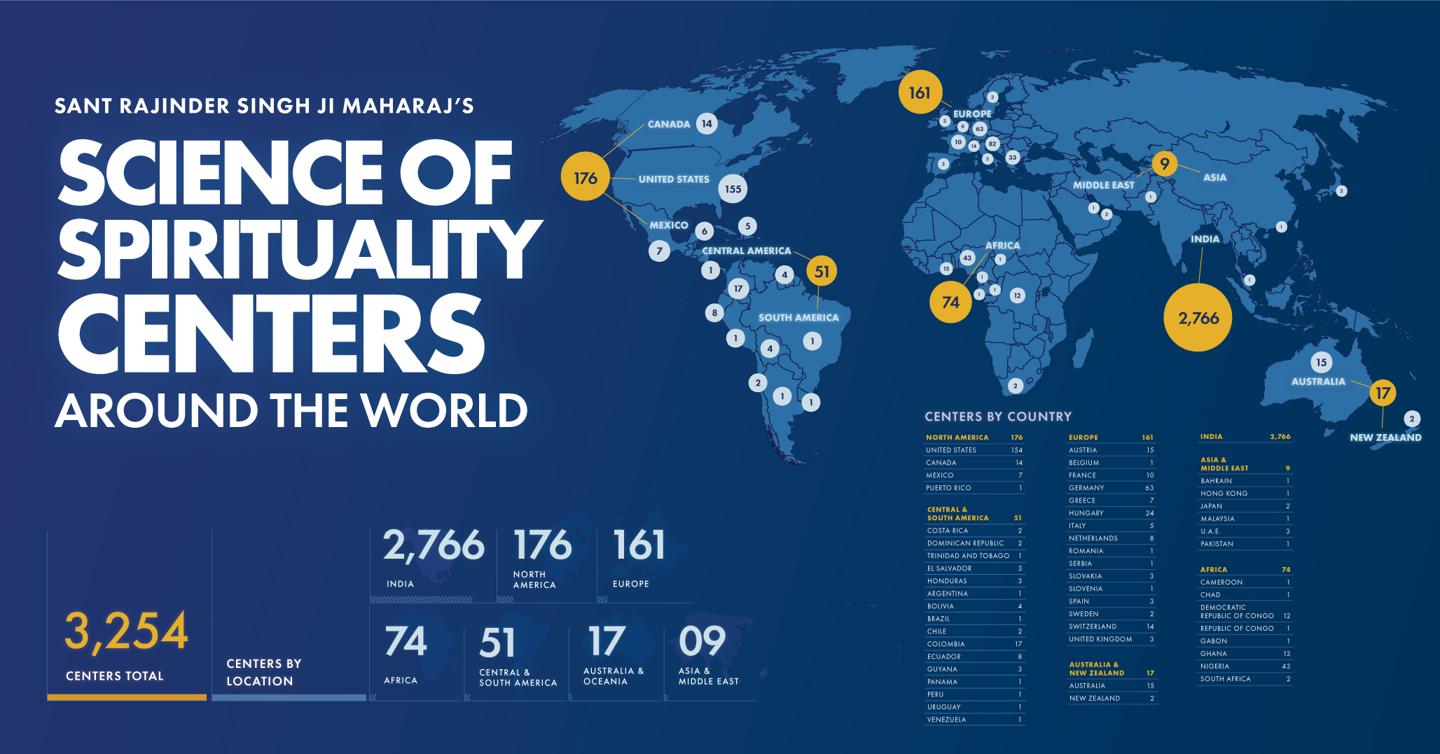 SANT RAJINDER SINGH JI MAHARAJ'S
SCIENCE OF
SPIRITUALITY
CENTERS
AROUND THE WORLD
3,254
CENTERS TOTAL
CENTERS BY
LOCATION
2,766
INDIA
176
NORTH
AMERICA
161
EUROPE
74
AFRICA
51
CENTRAL &
SOUTH AMERICA
17
AUSTRALIA &
OCEANIA
09
ASIA &
MIDDLE EAST
176
CANADA 14
UNITED STATES 155
MEXICO
7
6
5
CENTRAL AMERICA
51
1
17
4
8
SOUTH AMERICA
1
4
1
2
1
1
161
EUROPE
2
3
9
63
10
14
82
5
33
3
9
MIDDLE EAST
ASIA
1
3
1
2
1
1
INDIA
2,766
AFRICA
74
13
43
1
1
1
1
12
2
15
AUSTRALIA
17
2
NEW ZEALAND
CENTERS BY COUNTRY
NORTH AMERICA 176
UNITED STATES 154
CANADA 14
MEXICO 7
PUERTO RICO 1
CENTRAL &
SOUTH AMERICA 51
COSTA RICA 2
DOMINICAN REPUBLIC 2
TRINIDAD AND TOBAGO 1
EL SALVADOR 3
HONDURAS 3
ARGENTINA 1
BOLIVIA 4
BRAZIL 1
CHILE 2
COLOMBIA 17
ECUADOR 8
GUYANA 3
PANAMA 1
PERU 1
URUGUAY 1
VENEZUELA 1
EUROPE 161
AUSTRIA 15
BELGIUM 1
FRANCE 10
GERMANY 63
GREECE 7
HUNGARY 24
ITALY 5
NETHERLANDS 8
ROMANIA 1
SERBIA 1
SLOVAKIA 3
SLOVENIA 1
SPAIN 3
SWEDEN 2
SWITZERLAND 14
UNITED KINGDOM 3
AUSTRALIA &
NEW ZEALAND 17
AUSTRALIA 15
NEW ZEALAND 2
INDIA 2,766
ASIA &
MIDDLE EAST 9
BAHRAIN 1
HONG KONG 1
JAPAN 2
MALAYSIA 1
U.A.E. 3
PAKISTAN 1
AFRICA 74
CAMEROON 1
CHAD 1
DEMOCRATIC
REPUBLIC OF CONGO 12
REPUBLIC OF CONGO 1
GABON 1
GHANA 13
NIGERIA 43
SOUTH AFRICA 2